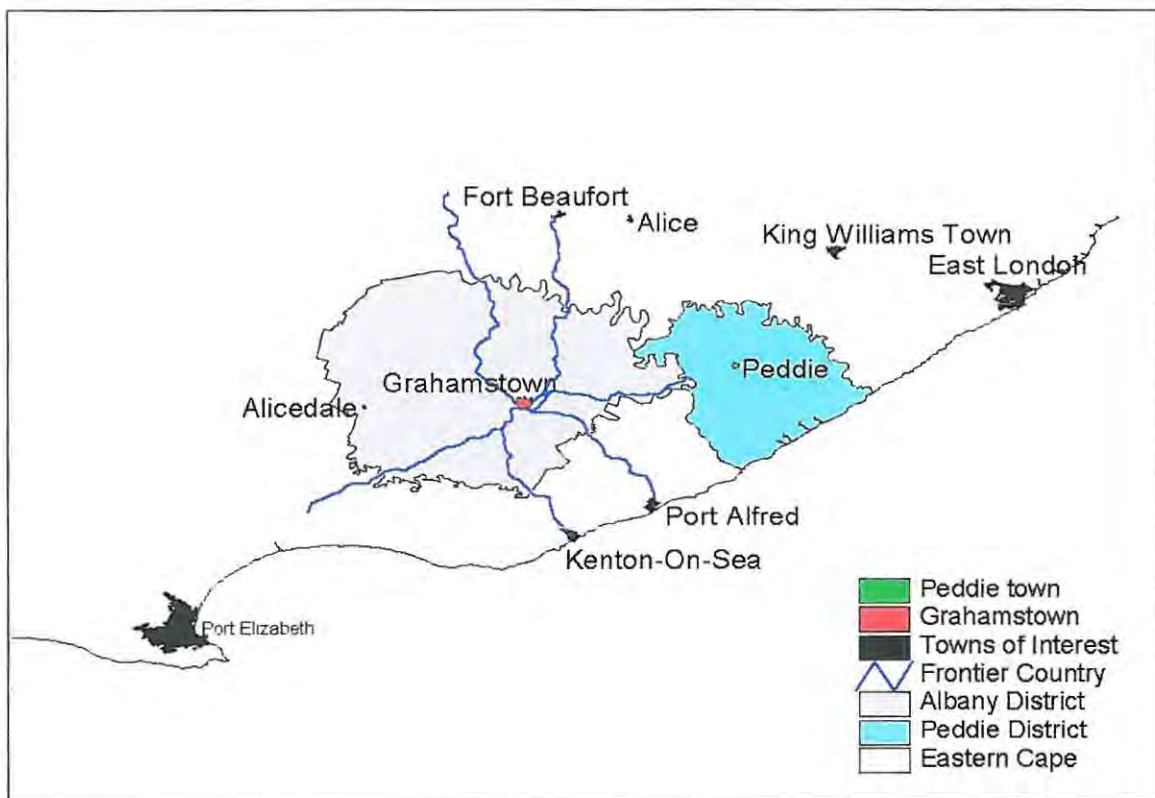 Fort Beaufort
Alice
King Williams Town
East London
Peddie
Grahamstown
Alicedale
Port Alfred
Kenton-On-Sea
Port Elizabeth
Peddie town
Grahamstown
Towns of Interest
Frontier Country
Albany District
Peddie District
Eastern Cape